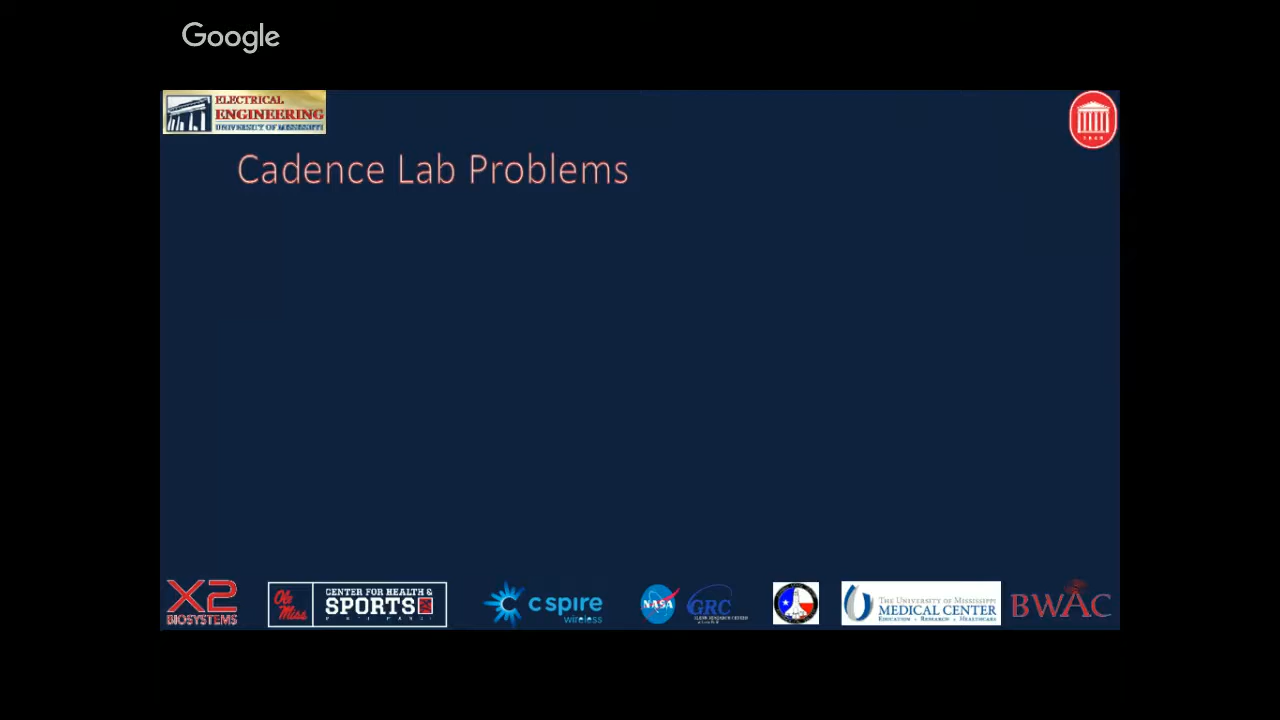 Google
ELECTRICAL
ENGINEERING
UNIVERSITY OF MISSISSIPPI
1848
Cadence Lab Problems
X2
BIOSYSTEMS
Ole
Miss
CENTER FOR HEALTH &
SPORTS
c spire
wireless
NASA
GRC
THE UNIVERSITY OF MISSISSIPPI
MEDICAL CENTER
EDUCATION • RESEARCH • HEALTHCARE
BWAC